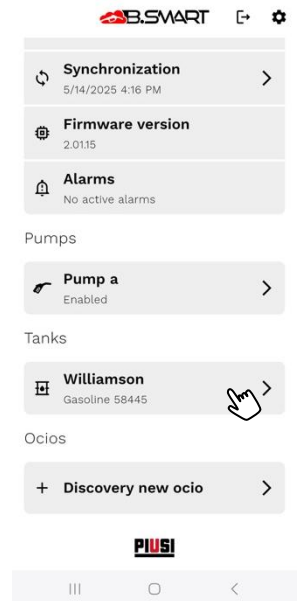 B.SMART
Synchronization
5/14/2025 4:16 PM
Firmware version
2.01.15
Alarms
No active alarms
Pumps
Pump a
Enabled
Tanks
Williamson
Gasoline 58445
Ocios
+ Discovery new ocio
PIUSI